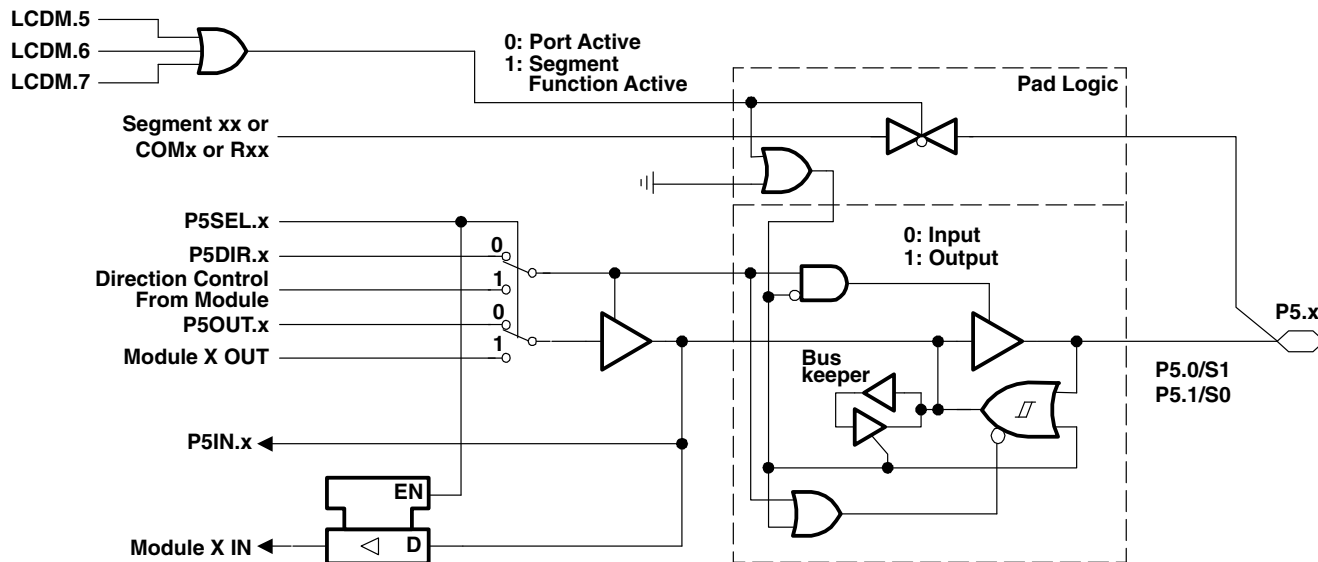 LCDM.5
LCDM.6
LCDM.7
0: Port Active
1: Segment
Function Active
Pad Logic
Segment xx or
COMx or Rxx
P5SEL.x
P5DIR.x
0
Direction Control
From Module
1
P5OUT.x
0
Module X OUT
1
0: Input
1: Output
P5.x
Bus
keeper
P5.0/S1
P5.1/S0
P5IN.x
EN
Module X IN
D